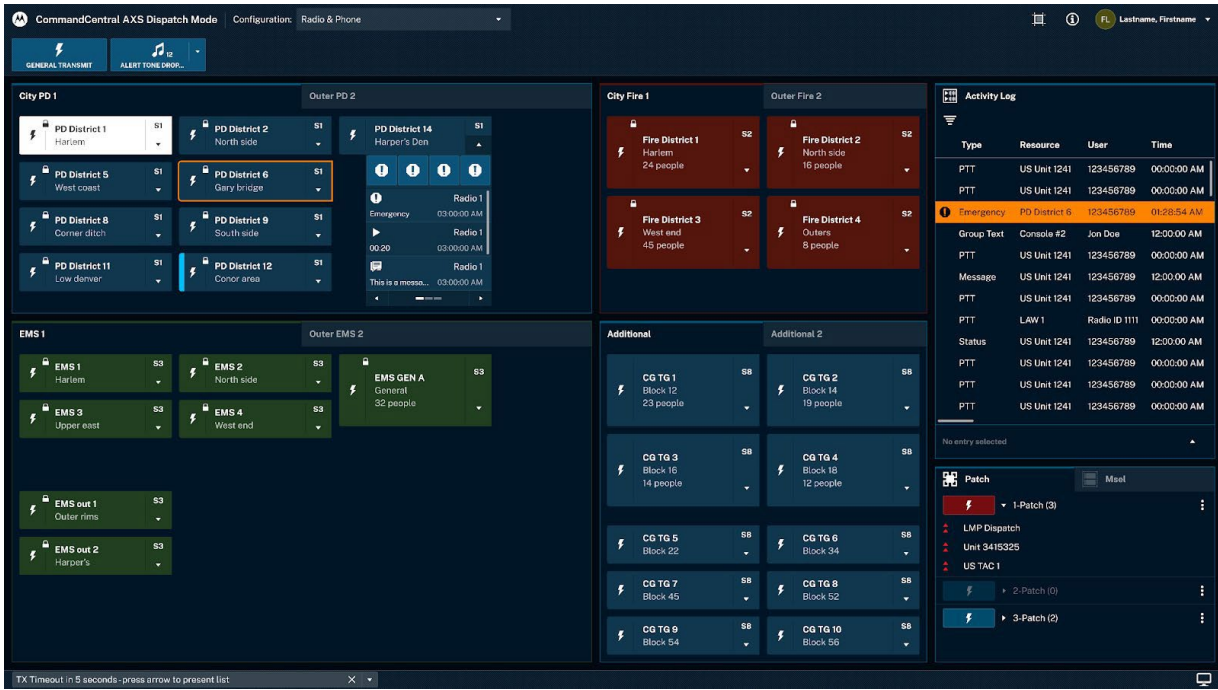 CommandCentral AXS Dispatch Mode Configuration: Radio & Phone FL Lastname, Firstname
GENERAL TRANSMIT
12
ALERT TONE DROP...
City PD 1 Outer PD 2
PD District 1 S1
Harlem
PD District 2 S1
North side
PD District 14 S1
Harper's Den
PD District 5 S1
West coast
PD District 6 S1
Gary bridge
PD District 8 S1
Corner ditch
PD District 9 S1
South side
PD District 11 S1
Low denver
PD District 12 S1
Conor area
Radio 1
Emergency 03:00:00 AM
Radio 1
00:20 03:00:00 AM
Radio 1
This is a messa... 03:00:00 AM
City Fire 1 Outer Fire 2
Fire District 1 S2
Harlem
24 people
Fire District 2 S2
North side
16 people
Fire District 3 S2
West end
45 people
Fire District 4 S2
Outers
8 people
EMS 1 Outer EMS 2
EMS 1 S3
Harlem
EMS 2 S3
North side
EMS GEN A S3
General
32 people
EMS 3 S3
Upper east
EMS 4 S3
West end
EMS out 1 S3
Outer rims
EMS out 2 S3
Harper's
Additional Additional 2
CG TG 1 S8
Block 12
23 people
CG TG 2 S8
Block 14
19 people
CG TG 3 S8
Block 16
14 people
CG TG 4 S8
Block 18
12 people
CG TG 5 S8
Block 22
CG TG 6 S8
Block 34
CG TG 7 S8
Block 45
CG TG 8 S8
Block 52
CG TG 9 S8
Block 54
CG TG 10 S8
Block 56
Activity Log
Type Resource User Time
PTT US Unit 1241 123456789 00:00:00 AM
PTT US Unit 1241 123456789 00:00:00 AM
Emergency PD District 6 123456789 01:28:54 AM
Group Text Console #2 Jon Doe 12:00:00 AM
PTT US Unit 1241 123456789 00:00:00 AM
Message US Unit 1241 123456789 12:00:00 AM
PTT US Unit 1241 123456789 00:00:00 AM
PTT LAW 1 Radio ID 1111 00:00:00 AM
Status US Unit 1241 123456789 12:00:00 AM
PTT US Unit 1241 123456789 00:00:00 AM
PTT US Unit 1241 123456789 00:00:00 AM
PTT US Unit 1241 123456789 00:00:00 AM
No entry selected
Patch Msel
1-Patch (3)
LMP Dispatch
Unit 3415325
US TAC 1
2-Patch (0)
3-Patch (2)
TX Timeout in 5 seconds - press arrow to present list